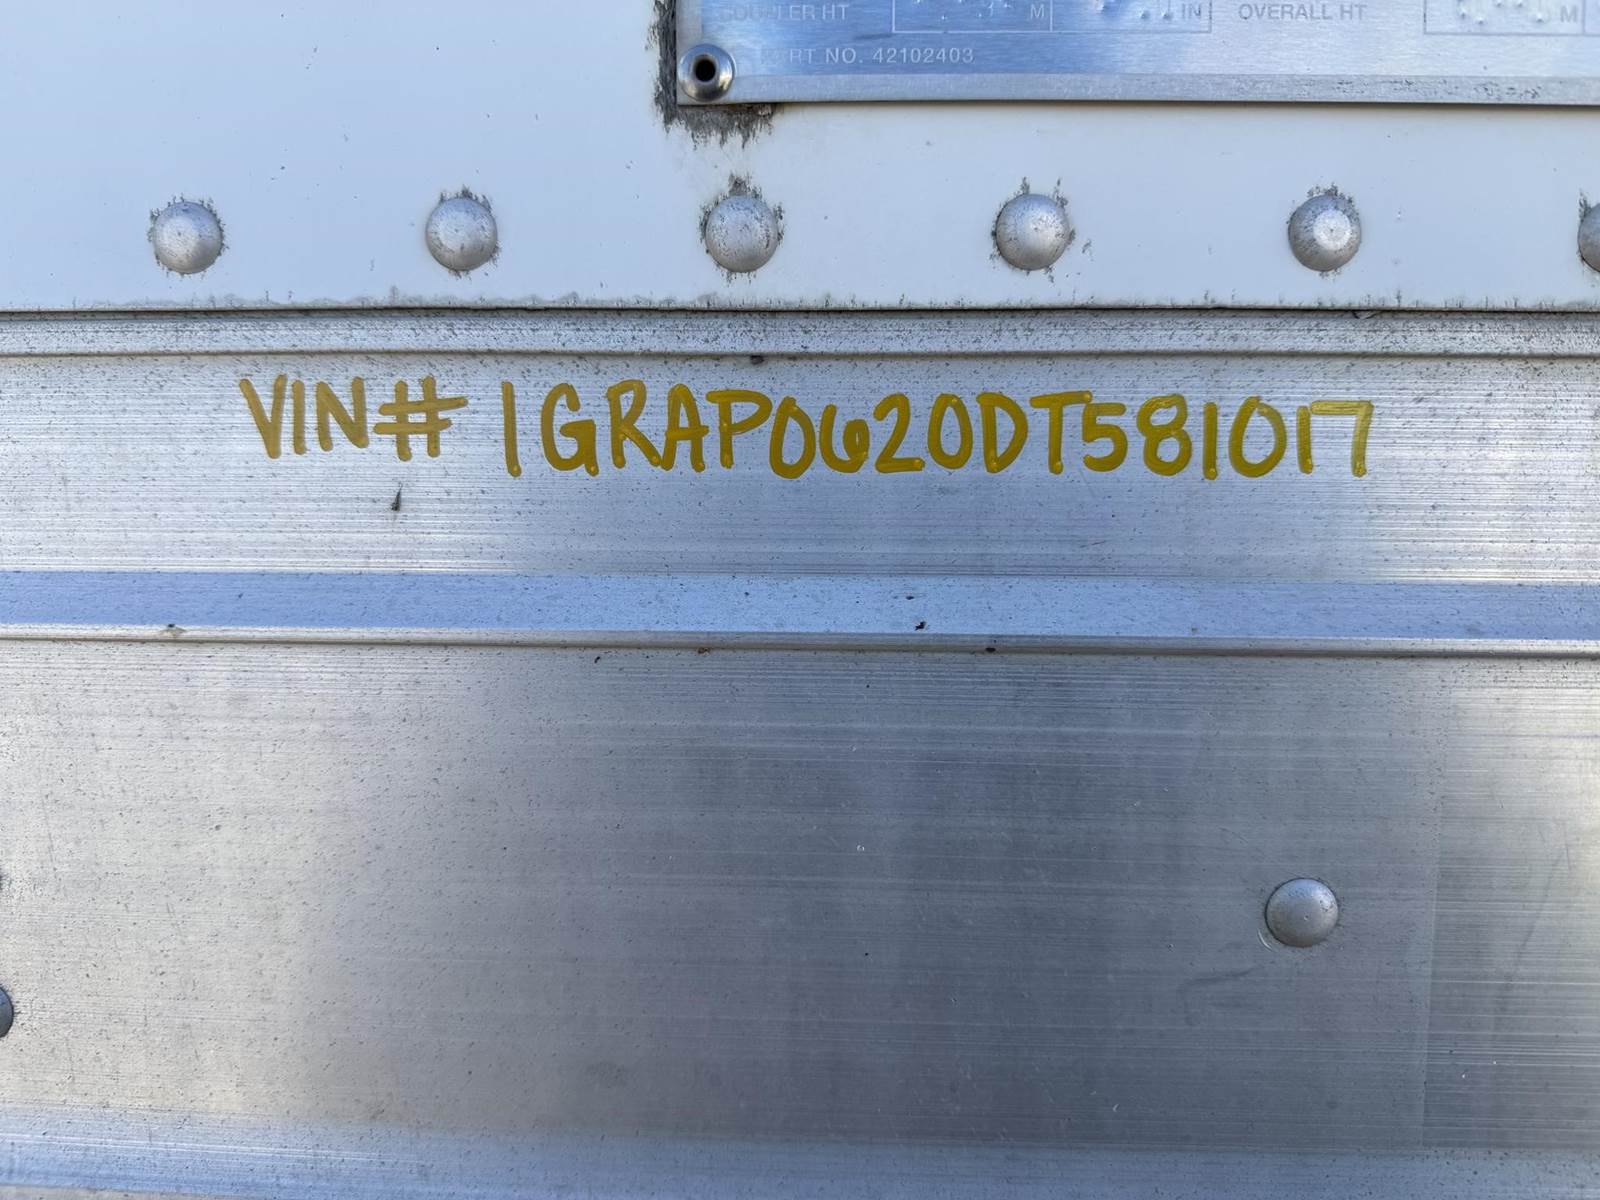 COUPLER HT M IN OVERALL HT M
PART NO. 42102403
VIN# 1GRAP0620DT581017